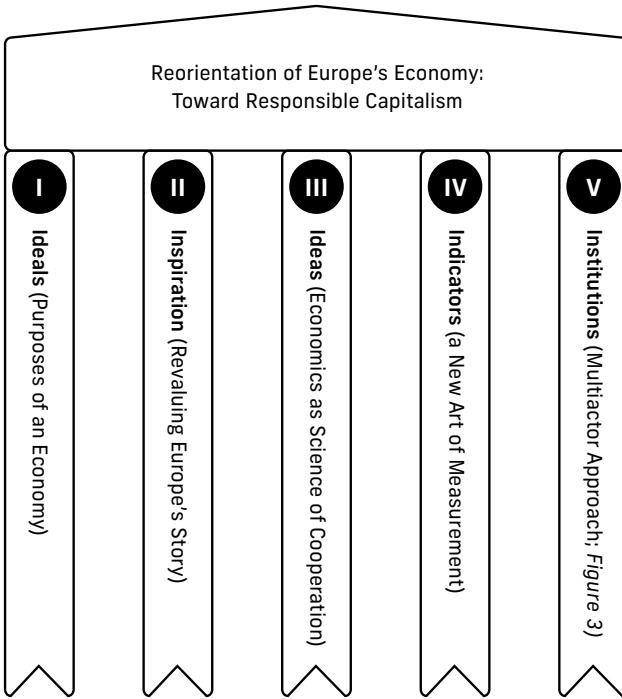 Reorientation of Europe's Economy:
Toward Responsible Capitalism
I
Ideals (Purposes of an Economy)
II
Inspiration (Revaluing Europe's Story)
III
Ideas (Economics as Science of Cooperation)
IV
Indicators (a New Art of Measurement)
V
Institutions (Multiactor Approach; Figure 3)